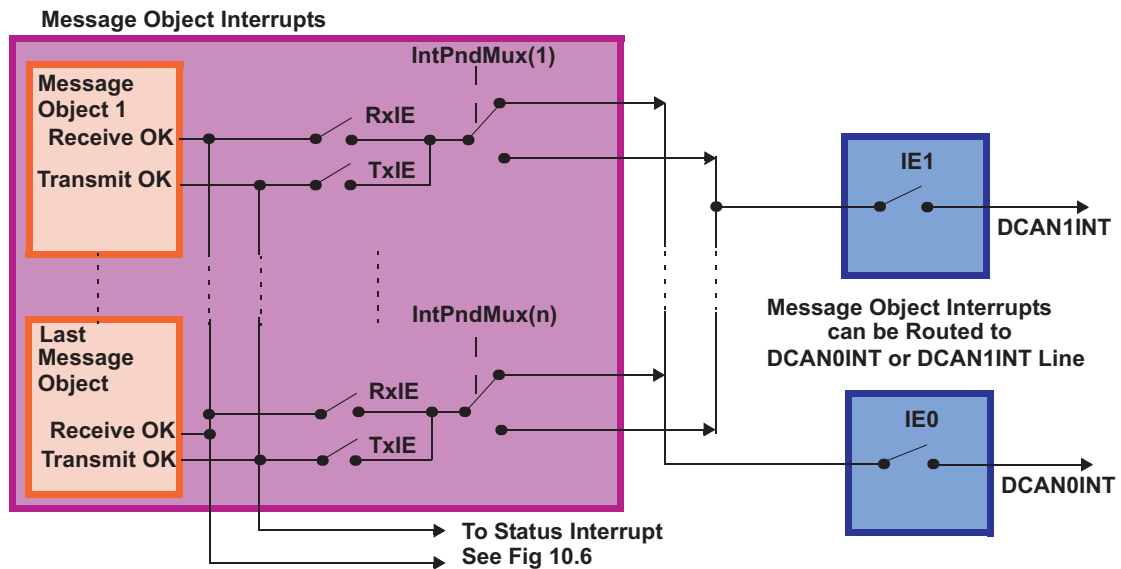 Message Object Interrupts
IntPndMux(1)
Message
Object 1
Receive OK
Transmit OK
RxIE
TxIE
IE1
DCAN1INT
Message Object Interrupts
can be Routed to
DCAN0INT or DCAN1INT Line
IntPndMux(n)
Last
Message
Object
Receive OK
Transmit OK
RxIE
TxIE
IE0
DCAN0INT
To Status Interrupt
See Fig 10.6